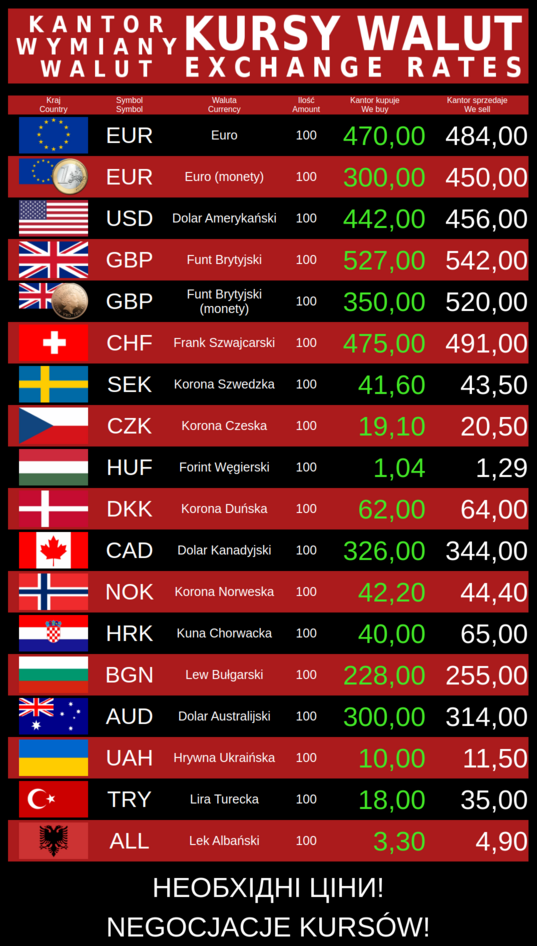 KANTOR
WYMIANY
WALUT
KURSY WALUT
EXCHANGE RATES
Kraj Symbol Waluta Ilość Kantor kupuje Kantor sprzedaje
Country Symbol Currency Amount We buy We sell
EUR Euro 100 470,00 484,00
EUR Euro (monety) 100 300,00 450,00
USD Dolar Amerykański 100 442,00 456,00
GBP Funt Brytyjski 100 527,00 542,00
GBP Funt Brytyjski (monety) 100 350,00 520,00
CHF Frank Szwajcarski 100 475,00 491,00
SEK Korona Szwedzka 100 41,60 43,50
CZK Korona Czeska 100 19,10 20,50
HUF Forint Węgierski 100 1,04 1,29
DKK Korona Duńska 100 62,00 64,00
CAD Dolar Kanadyjski 100 326,00 344,00
NOK Korona Norweska 100 42,20 44,40
HRK Kuna Chorwacka 100 40,00 65,00
BGN Lew Bułgarski 100 228,00 255,00
AUD Dolar Australijski 100 300,00 314,00
UAH Hrywna Ukraińska 100 10,00 11,50
TRY Lira Turecka 100 18,00 35,00
ALL Lek Albański 100 3,30 4,90
НЕОБХІДНІ ЦІНИ!
NEGOCJACJE KURSÓW!